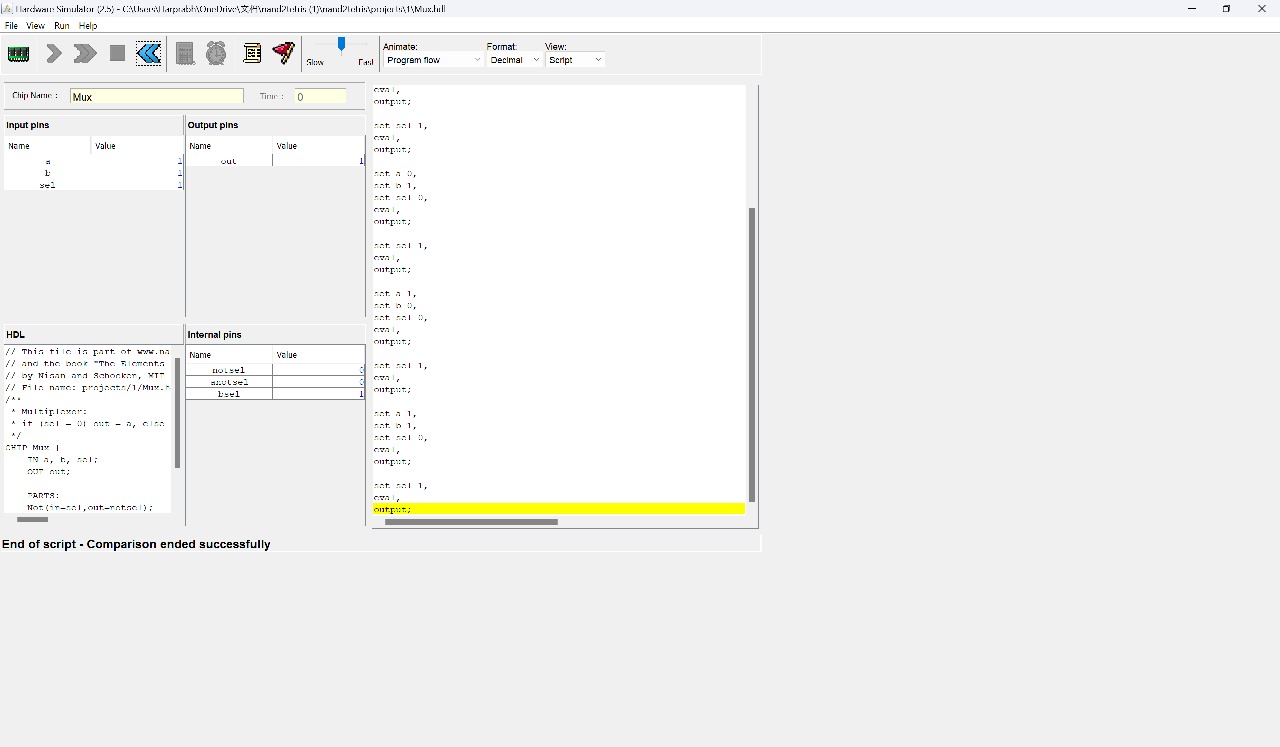 Hardware Simulator (2.5) - C:\Users\Harprabh\OneDrive\文档\nand2tetris (1)\nand2tetris\projects\1\Mux.hdl
File View Run Help
Slow Fast
Animate: Format: View:
Program flow Decimal Script
Chip Name : Mux Time : 0
Input pins
Name Value
a 1
b 1
sel 1
Output pins
Name Value
out 1
HDL
// This file is part of www.na
// and the book "The Elements
// by Nisan and Schocken, MIT
// File name: projects/1/Mux.h
/**
* Multiplexor:
* if (sel = 0) out = a, else
*/
CHIP Mux {
IN a, b, sel;
OUT out;
PARTS:
Not(in=sel,out=notsel);
Internal pins
Name Value
notsel 0
anotsel 0
bsel 1
eval,
output;
set sel 1,
eval,
output;
set a 0,
set b 1,
set sel 0,
eval,
output;
set sel 1,
eval,
output;
set a 1,
set b 0,
set sel 0,
eval,
output;
set sel 1,
eval,
output;
set a 1,
set b 1,
set sel 0,
eval,
output;
set sel 1,
eval,
output;
End of script - Comparison ended successfully